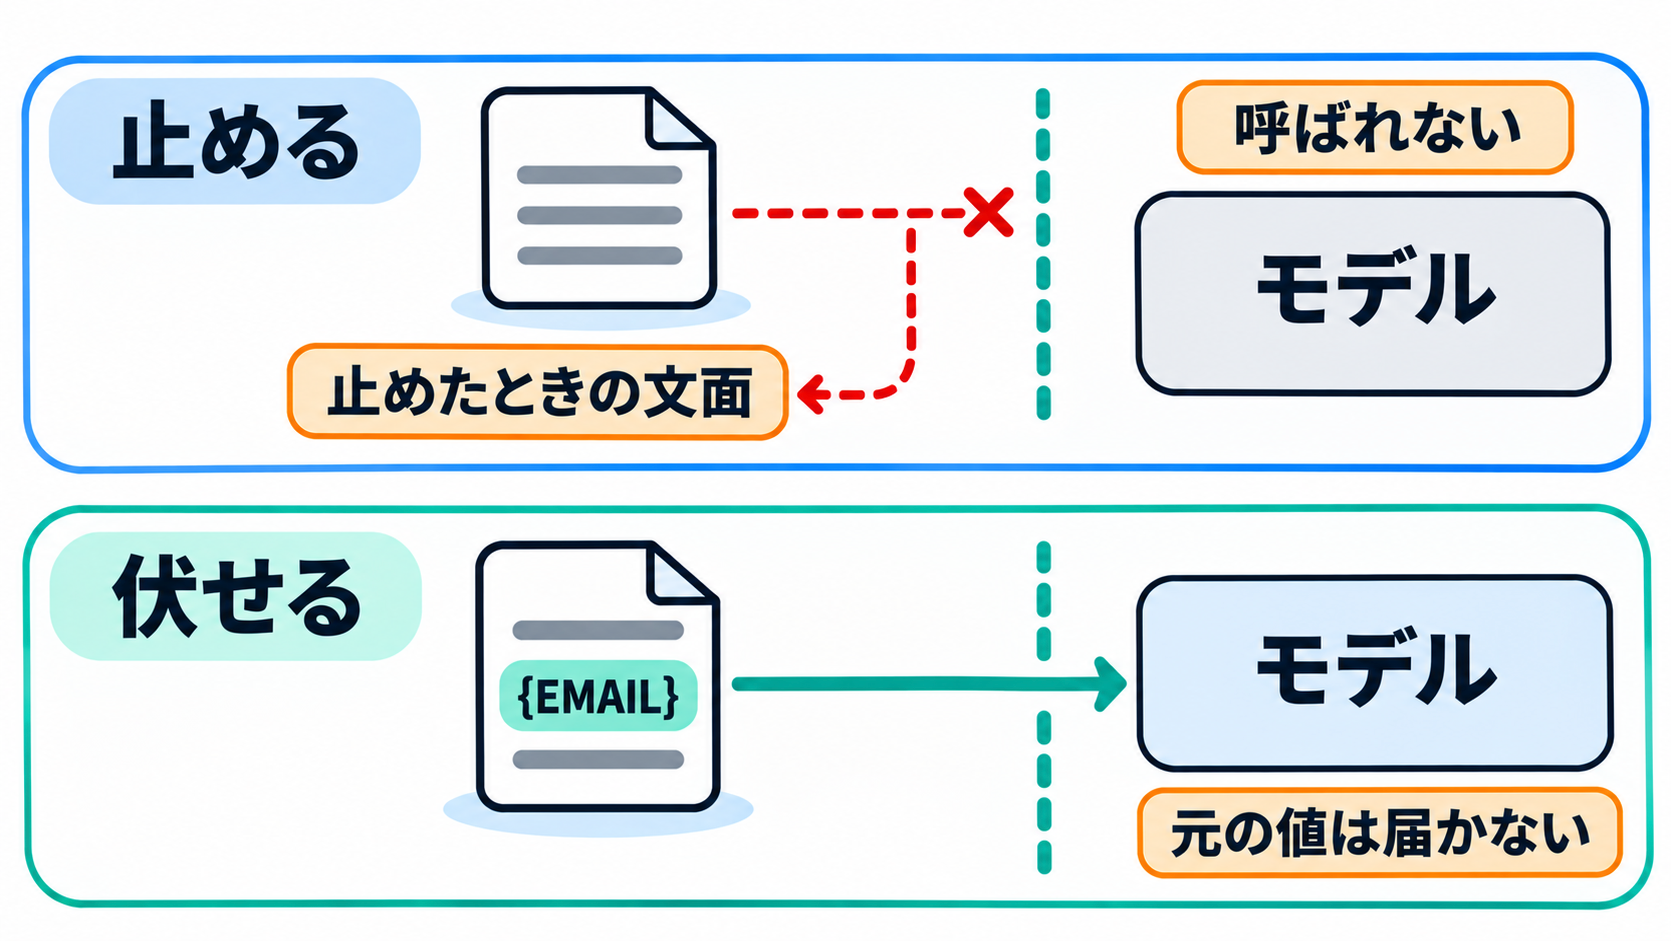 止める
呼ばれない
モデル
止めたときの文面
伏せる
{EMAIL}
モデル
元の値は届かない